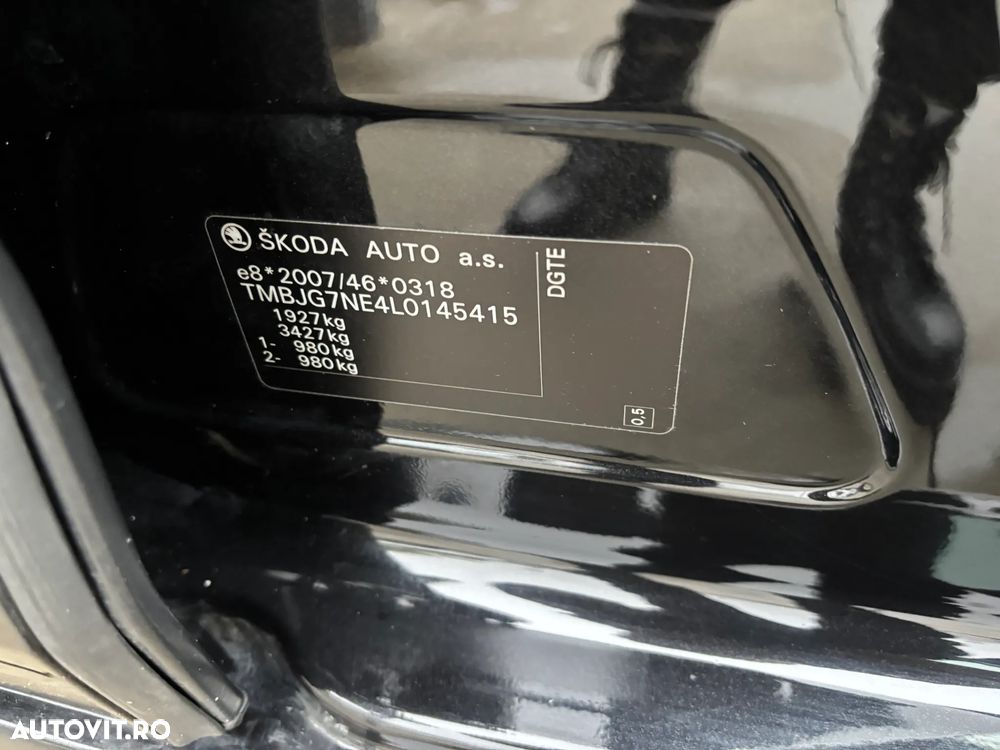 ŠKODA AUTO a.s.
e8*2007/46*0318
TMBJG7NE4L0145415
1927kg
3427kg
1- 980kg
2- 980kg
DGTE
0,5
AUTOVIT.RO